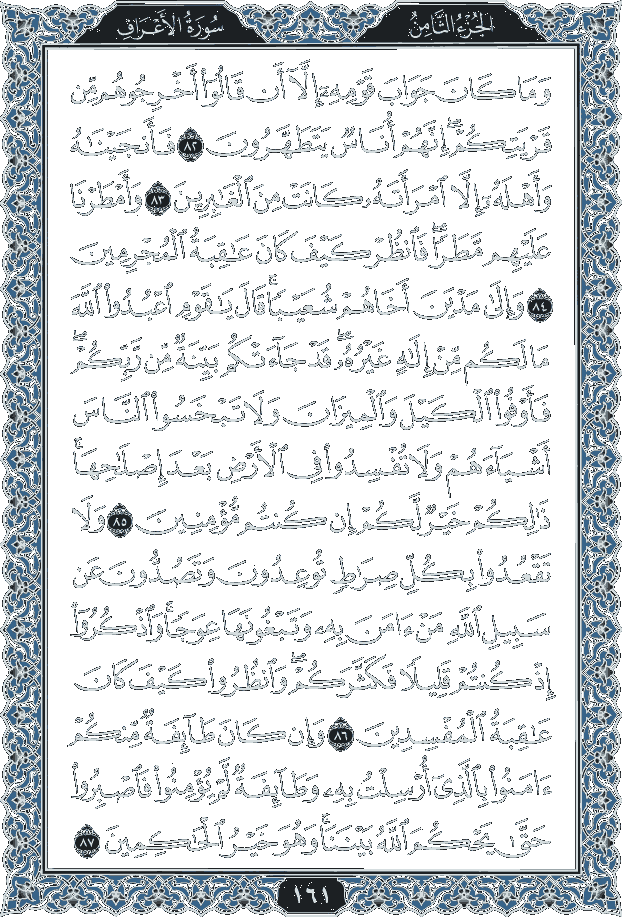 الجزء الثامن
سورة الأعراف
وَمَا كَانَ جَوَابَ قَوْمِهِۦٓ إِلَّآ أَن قَالُوٓا۟ أَخْرِجُوهُم مِّن
قَرْيَتِكُمْ ۖ إِنَّهُمْ أُنَاسٌ يَتَطَهَّرُونَ ٨٢ فَأَنجَيْنَٰهُ
وَأَهْلَهُۥٓ إِلَّا ٱمْرَأَتَهُۥ كَانَتْ مِنَ ٱلْغَٰبِرِينَ ٨٣ وَأَمْطَرْنَا
عَلَيْهِم مَّطَرًا ۖ فَٱنظُرْ كَيْفَ كَانَ عَٰقِبَةُ ٱلْمُجْرِمِينَ
٨٤ وَإِلَىٰ مَدْيَنَ أَخَاهُمْ شُعَيْبًا ۗ قَالَ يَٰقَوْمِ ٱعْبُدُوا۟ ٱللَّهَ
مَا لَكُم مِّنْ إِلَٰهٍ غَيْرُهُۥ ۖ قَدْ جَآءَتْكُم بَيِّنَةٌ مِّن رَّبِّكُمْ ۖ
فَأَوْفُوا۟ ٱلْكَيْلَ وَٱلْمِيزَانَ وَلَا تَبْخَسُوا۟ ٱلنَّاسَ
أَشْيَآءَهُمْ وَلَا تُفْسِدُوا۟ فِى ٱلْأَرْضِ بَعْدَ إِصْلَٰحِهَا ۚ
ذَٰلِكُمْ خَيْرٌ لَّكُمْ إِن كُنتُم مُّؤْمِنِينَ ٨٥ وَلَا
تَقْعُدُوا۟ بِكُلِّ صِرَٰطٍ تُوعِدُونَ وَتَصُدُّونَ عَن
سَبِيلِ ٱللَّهِ مَنْ ءَامَنَ بِهِۦ وَتَبْغُونَهَا عِوَجًا ۚ وَٱذْكُرُوٓا۟
إِذْ كُنتُمْ قَلِيلًا فَكَثَّرَكُمْ ۖ وَٱنظُرُوا۟ كَيْفَ كَانَ
عَٰقِبَةُ ٱلْمُفْسِدِينَ ٨٦ وَإِن كَانَ طَآئِفَةٌ مِّنكُمْ
ءَامَنُوا۟ بِٱلَّذِىٓ أُرْسِلْتُ بِهِۦ وَطَآئِفَةٌ لَّمْ يُؤْمِنُوا۟ فَٱصْبِرُوا۟
حَتَّىٰ يَحْكُمَ ٱللَّهُ بَيْنَنَا ۚ وَهُوَ خَيْرُ ٱلْحَٰكِمِينَ ٨٧
١٦١